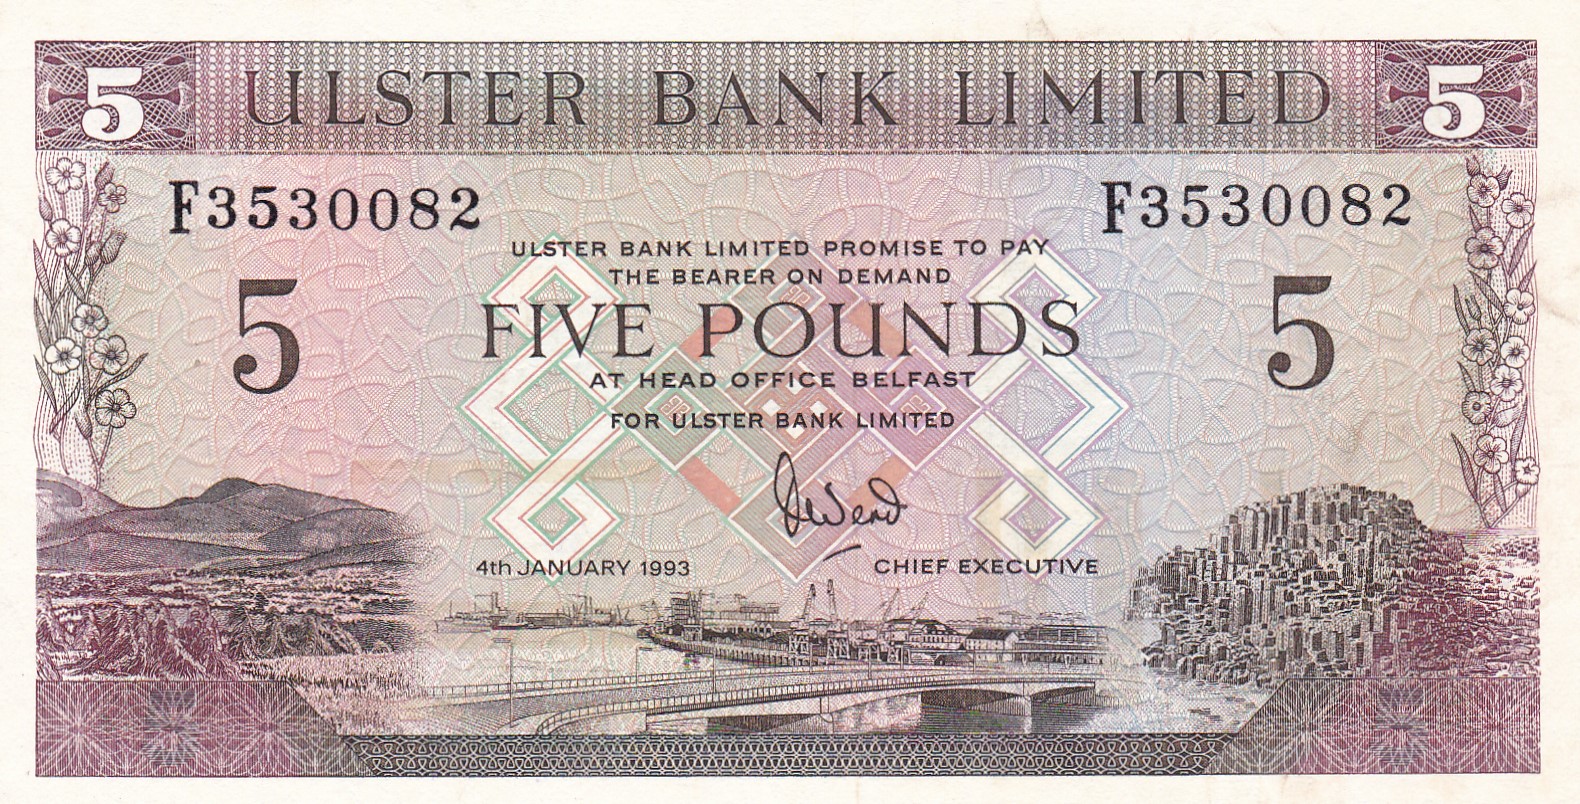 5 ULSTER BANK LIMITED 5
F3530082 F3530082
ULSTER BANK LIMITED PROMISE TO PAY
THE BEARER ON DEMAND
5 FIVE POUNDS 5
AT HEAD OFFICE BELFAST
FOR ULSTER BANK LIMITED
4th JANUARY 1993 CHIEF EXECUTIVE